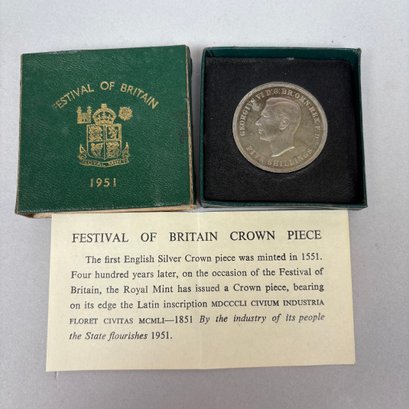 FESTIVAL OF BRITAIN
ROYAL MINT
1951
GEORGIVS VI D:G:BR:OMN:REX F:D:
FIVE SHILLINGS
FESTIVAL OF BRITAIN CROWN PIECE
The first English Silver Crown piece was minted in 1551.
Four hundred years later, on the occasion of the Festival of
Britain, the Royal Mint has issued a Crown piece, bearing
on its edge the Latin inscription MDCCCLI CIVIUM INDUSTRIA
FLORET CIVITAS MCMLI—1851 By the industry of its people
the State flourishes 1951.